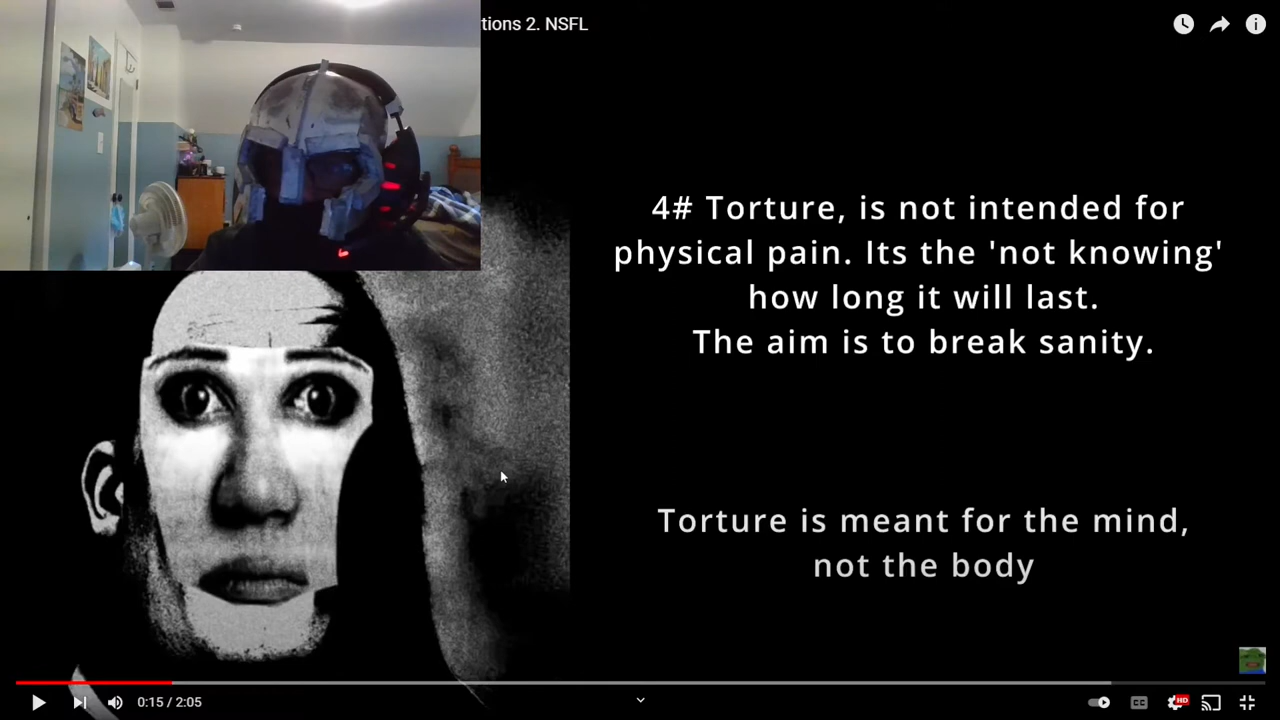 tions 2. NSFL
4# Torture, is not intended for
physical pain. Its the 'not knowing'
how long it will last.
The aim is to break sanity.
Torture is meant for the mind,
not the body
0:15 / 2:05
CC
HD